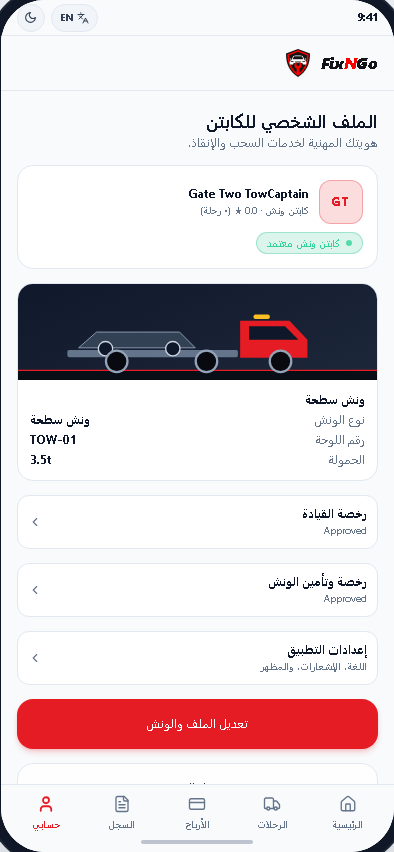 9:41
EN
FixNGo
الملف الشخصي للكابتن
هويتك المهنية لخدمات السحب والإنقاذ.
GT
Gate Two TowCaptain
كابتن ونش · 0.0 ★ (٠ رحلة)
كابتن ونش معتمد
ونش سطحة
نوع الونش ونش سطحة
رقم اللوحة TOW-01
الحمولة 3.5t
رخصة القيادة
Approved
رخصة وتأمين الونش
Approved
إعدادات التطبيق
اللغة، الإشعارات، والمظهر
تعديل الملف والونش
الرئيسية
الرحلات
الأرباح
السجل
حسابي